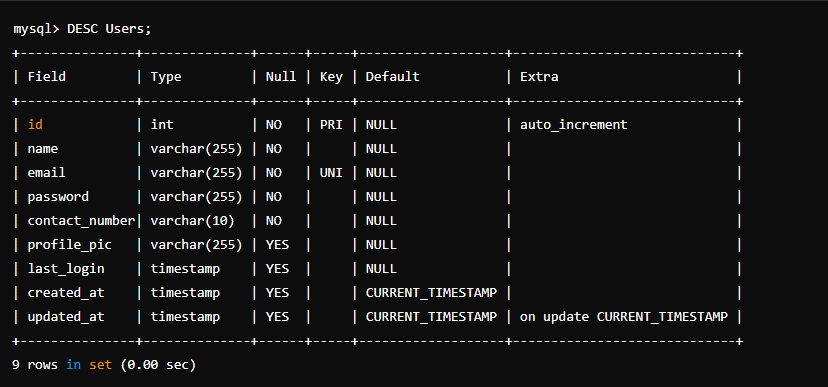 mysql> DESC Users;
+---------------+--------------+------+-----+-------------------+-----------------------------+
| Field         | Type         | Null | Key | Default           | Extra                       |
+---------------+--------------+------+-----+-------------------+-----------------------------+
| id            | int          | NO   | PRI | NULL              | auto_increment              |
| name          | varchar(255) | NO   |     | NULL              |                             |
| email         | varchar(255) | NO   | UNI | NULL              |                             |
| password      | varchar(255) | NO   |     | NULL              |                             |
| contact_number| varchar(10)  | NO   |     | NULL              |                             |
| profile_pic   | varchar(255) | YES  |     | NULL              |                             |
| last_login    | timestamp    | YES  |     | NULL              |                             |
| created_at    | timestamp    | YES  |     | CURRENT_TIMESTAMP |                             |
| updated_at    | timestamp    | YES  |     | CURRENT_TIMESTAMP | on update CURRENT_TIMESTAMP |
+---------------+--------------+------+-----+-------------------+-----------------------------+
9 rows in set (0.00 sec)